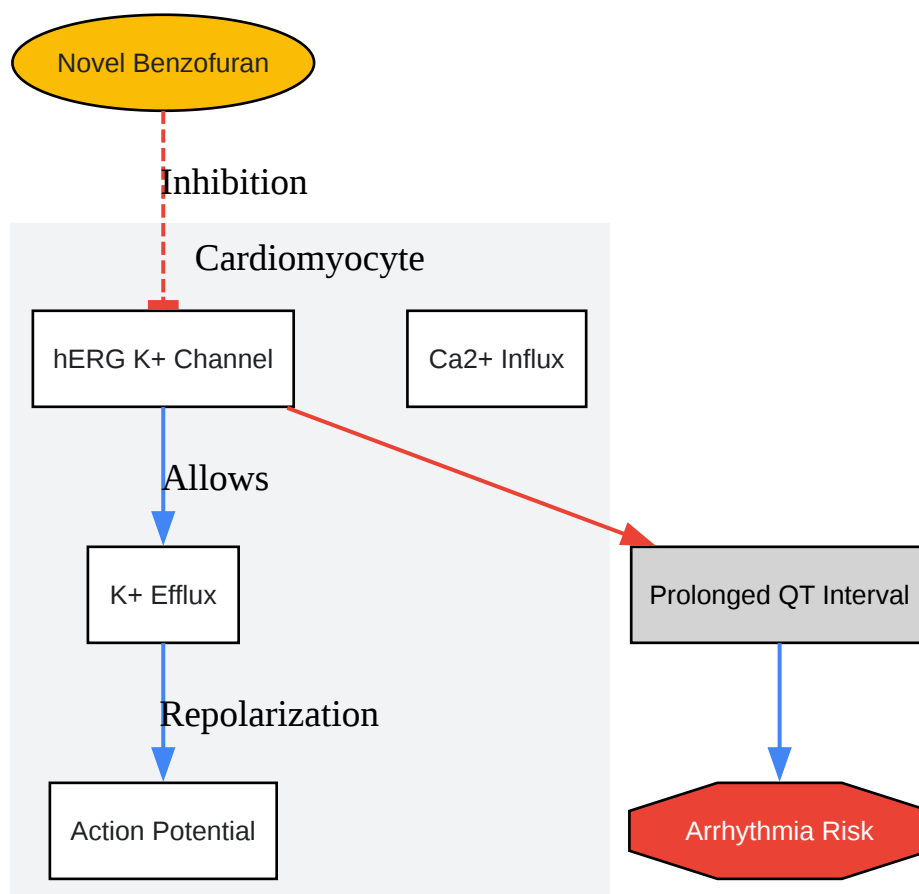 Novel Benzofuran
Inhibition
Cardiomyocyte
hERG K+ Channel
Ca2+ Influx
Allows
K+ Efflux
Prolonged QT Interval
Repolarization
Action Potential
Arrhythmia Risk